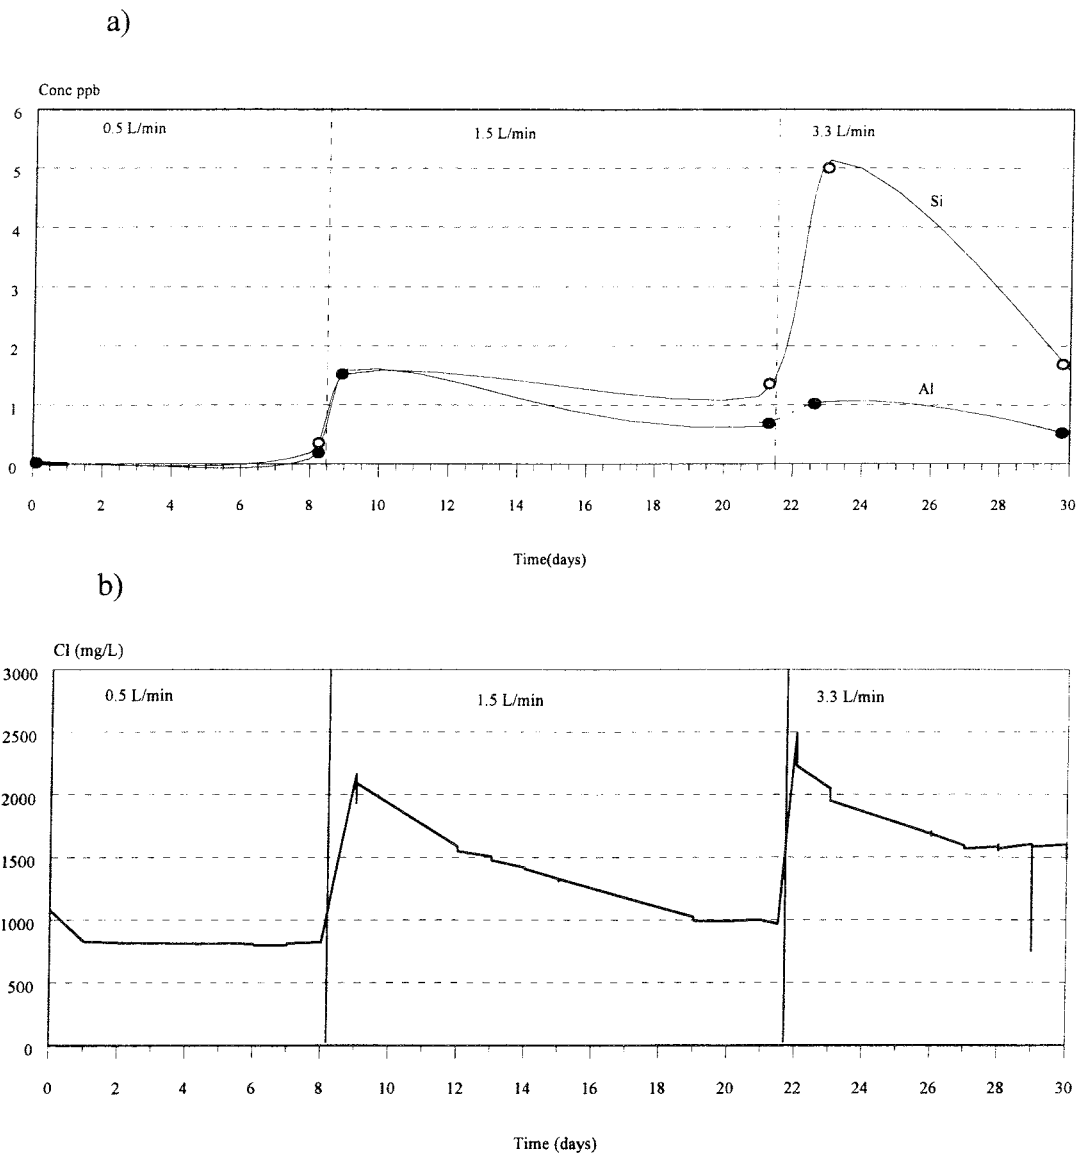 a)
Conc ppb
6
0.5 L/min 1.5 L/min 3.3 L/min
5
Si
4
3
2
Al
1
0
0 2 4 6 8 10 12 14 16 18 20 22 24 26 28 30
Time(days)
b)
Cl (mg/L)
3000
0.5 L/min 1.5 L/min 3.3 L/min
2500
2000
1500
1000
500
0
0 2 4 6 8 10 12 14 16 18 20 22 24 26 28 30
Time (days)